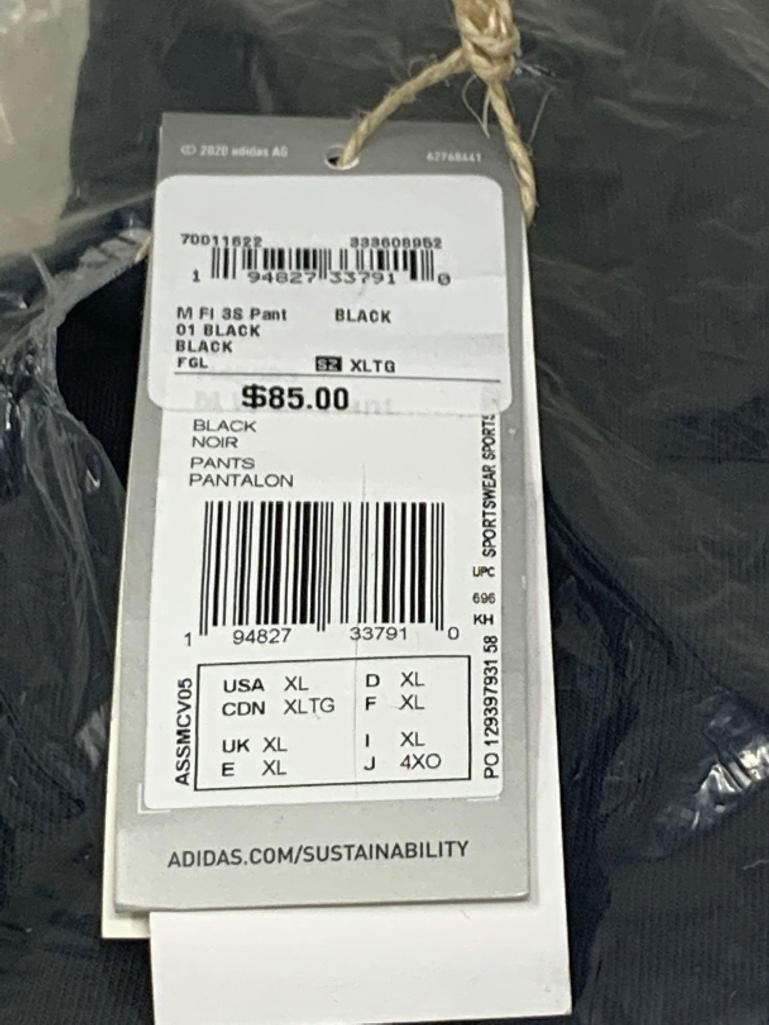 © 2020 adidas AG
62768441
70011622 333608952
1 94827 33791 0
M FI 3S Pant BLACK
01 BLACK
BLACK
FGL SZ XLTG
$85.00
BLACK
NOIR
PANTS
PANTALON
1 94827 33791 0
USA XL D XL
CDN XLTG F XL
UK XL I XL
E XL J 4XO
ASSMCV05
PO 129397931 58
KH
696
UPC
SPORTSWEAR SPORTS
ADIDAS.COM/SUSTAINABILITY